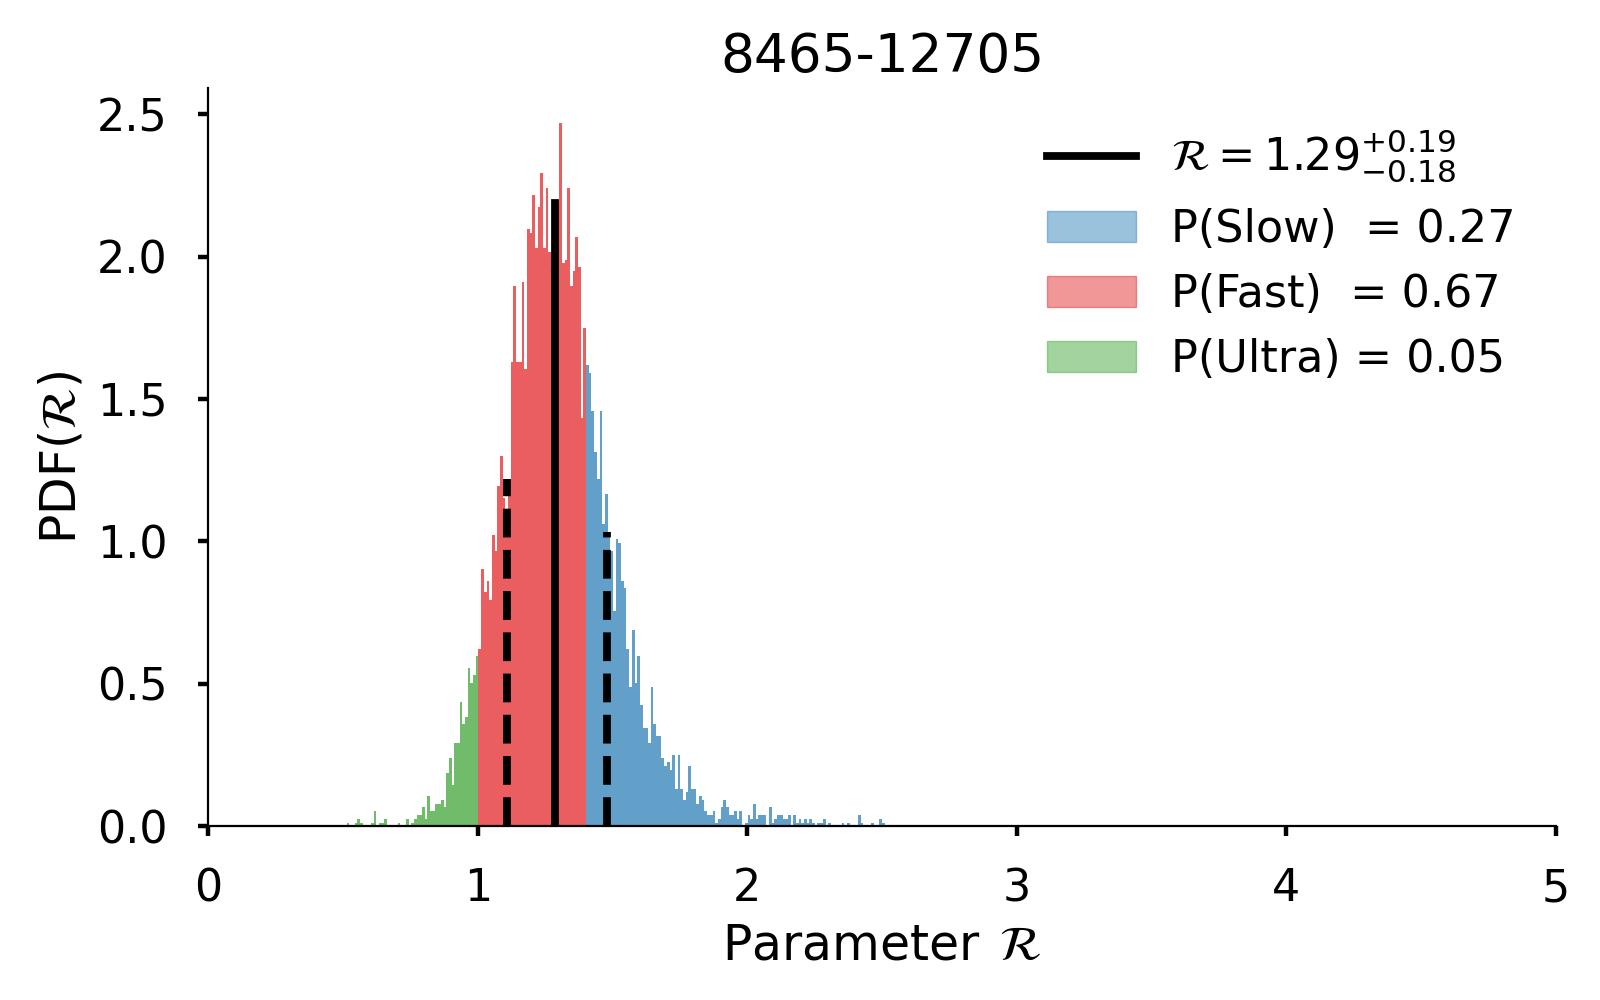 8465-12705
ℛ = 1.29^{+0.19}_{−0.18}
P(Slow) = 0.27
P(Fast) = 0.67
P(Ultra) = 0.05
PDF(ℛ)
2.5
2.0
1.5
1.0
0.5
0.0
0 1 2 3 4 5
Parameter ℛ